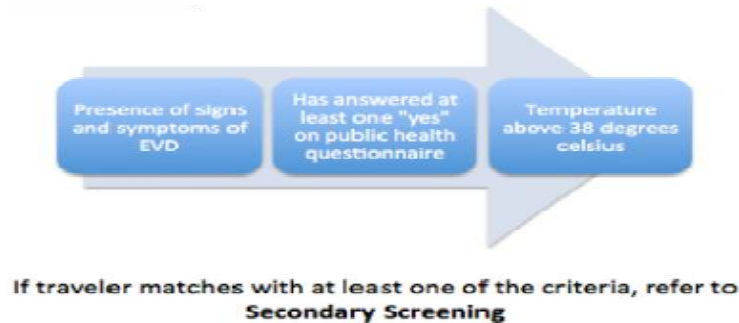 Presence of signs
and symptoms of
EVD
Has answered at
least one "yes"
on public health
questionnaire
Temperature
above 38 degrees
celsius
If traveler matches with at least one of the criteria, refer to
Secondary Screening